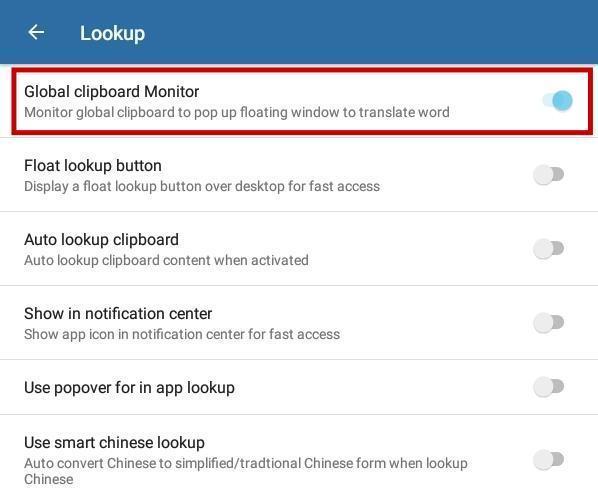 Lookup
Global clipboard Monitor
Monitor global clipboard to pop up floating window to translate word
Float lookup button
Display a float lookup button over desktop for fast access
Auto lookup clipboard
Auto lookup clipboard content when activated
Show in notification center
Show app icon in notification center for fast access
Use popover for in app lookup
Use smart chinese lookup
Auto convert Chinese to simplified/tradtional Chinese form when lookup
Chinese